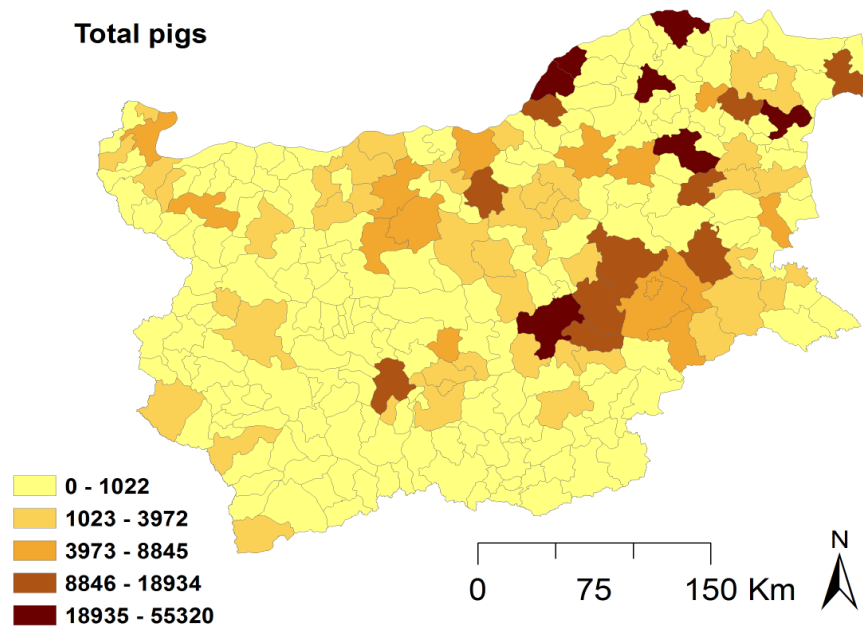 Total pigs
0 - 1022
1023 - 3972
3973 - 8845
8846 - 18934
18935 - 55320
0 75 150 Km
N